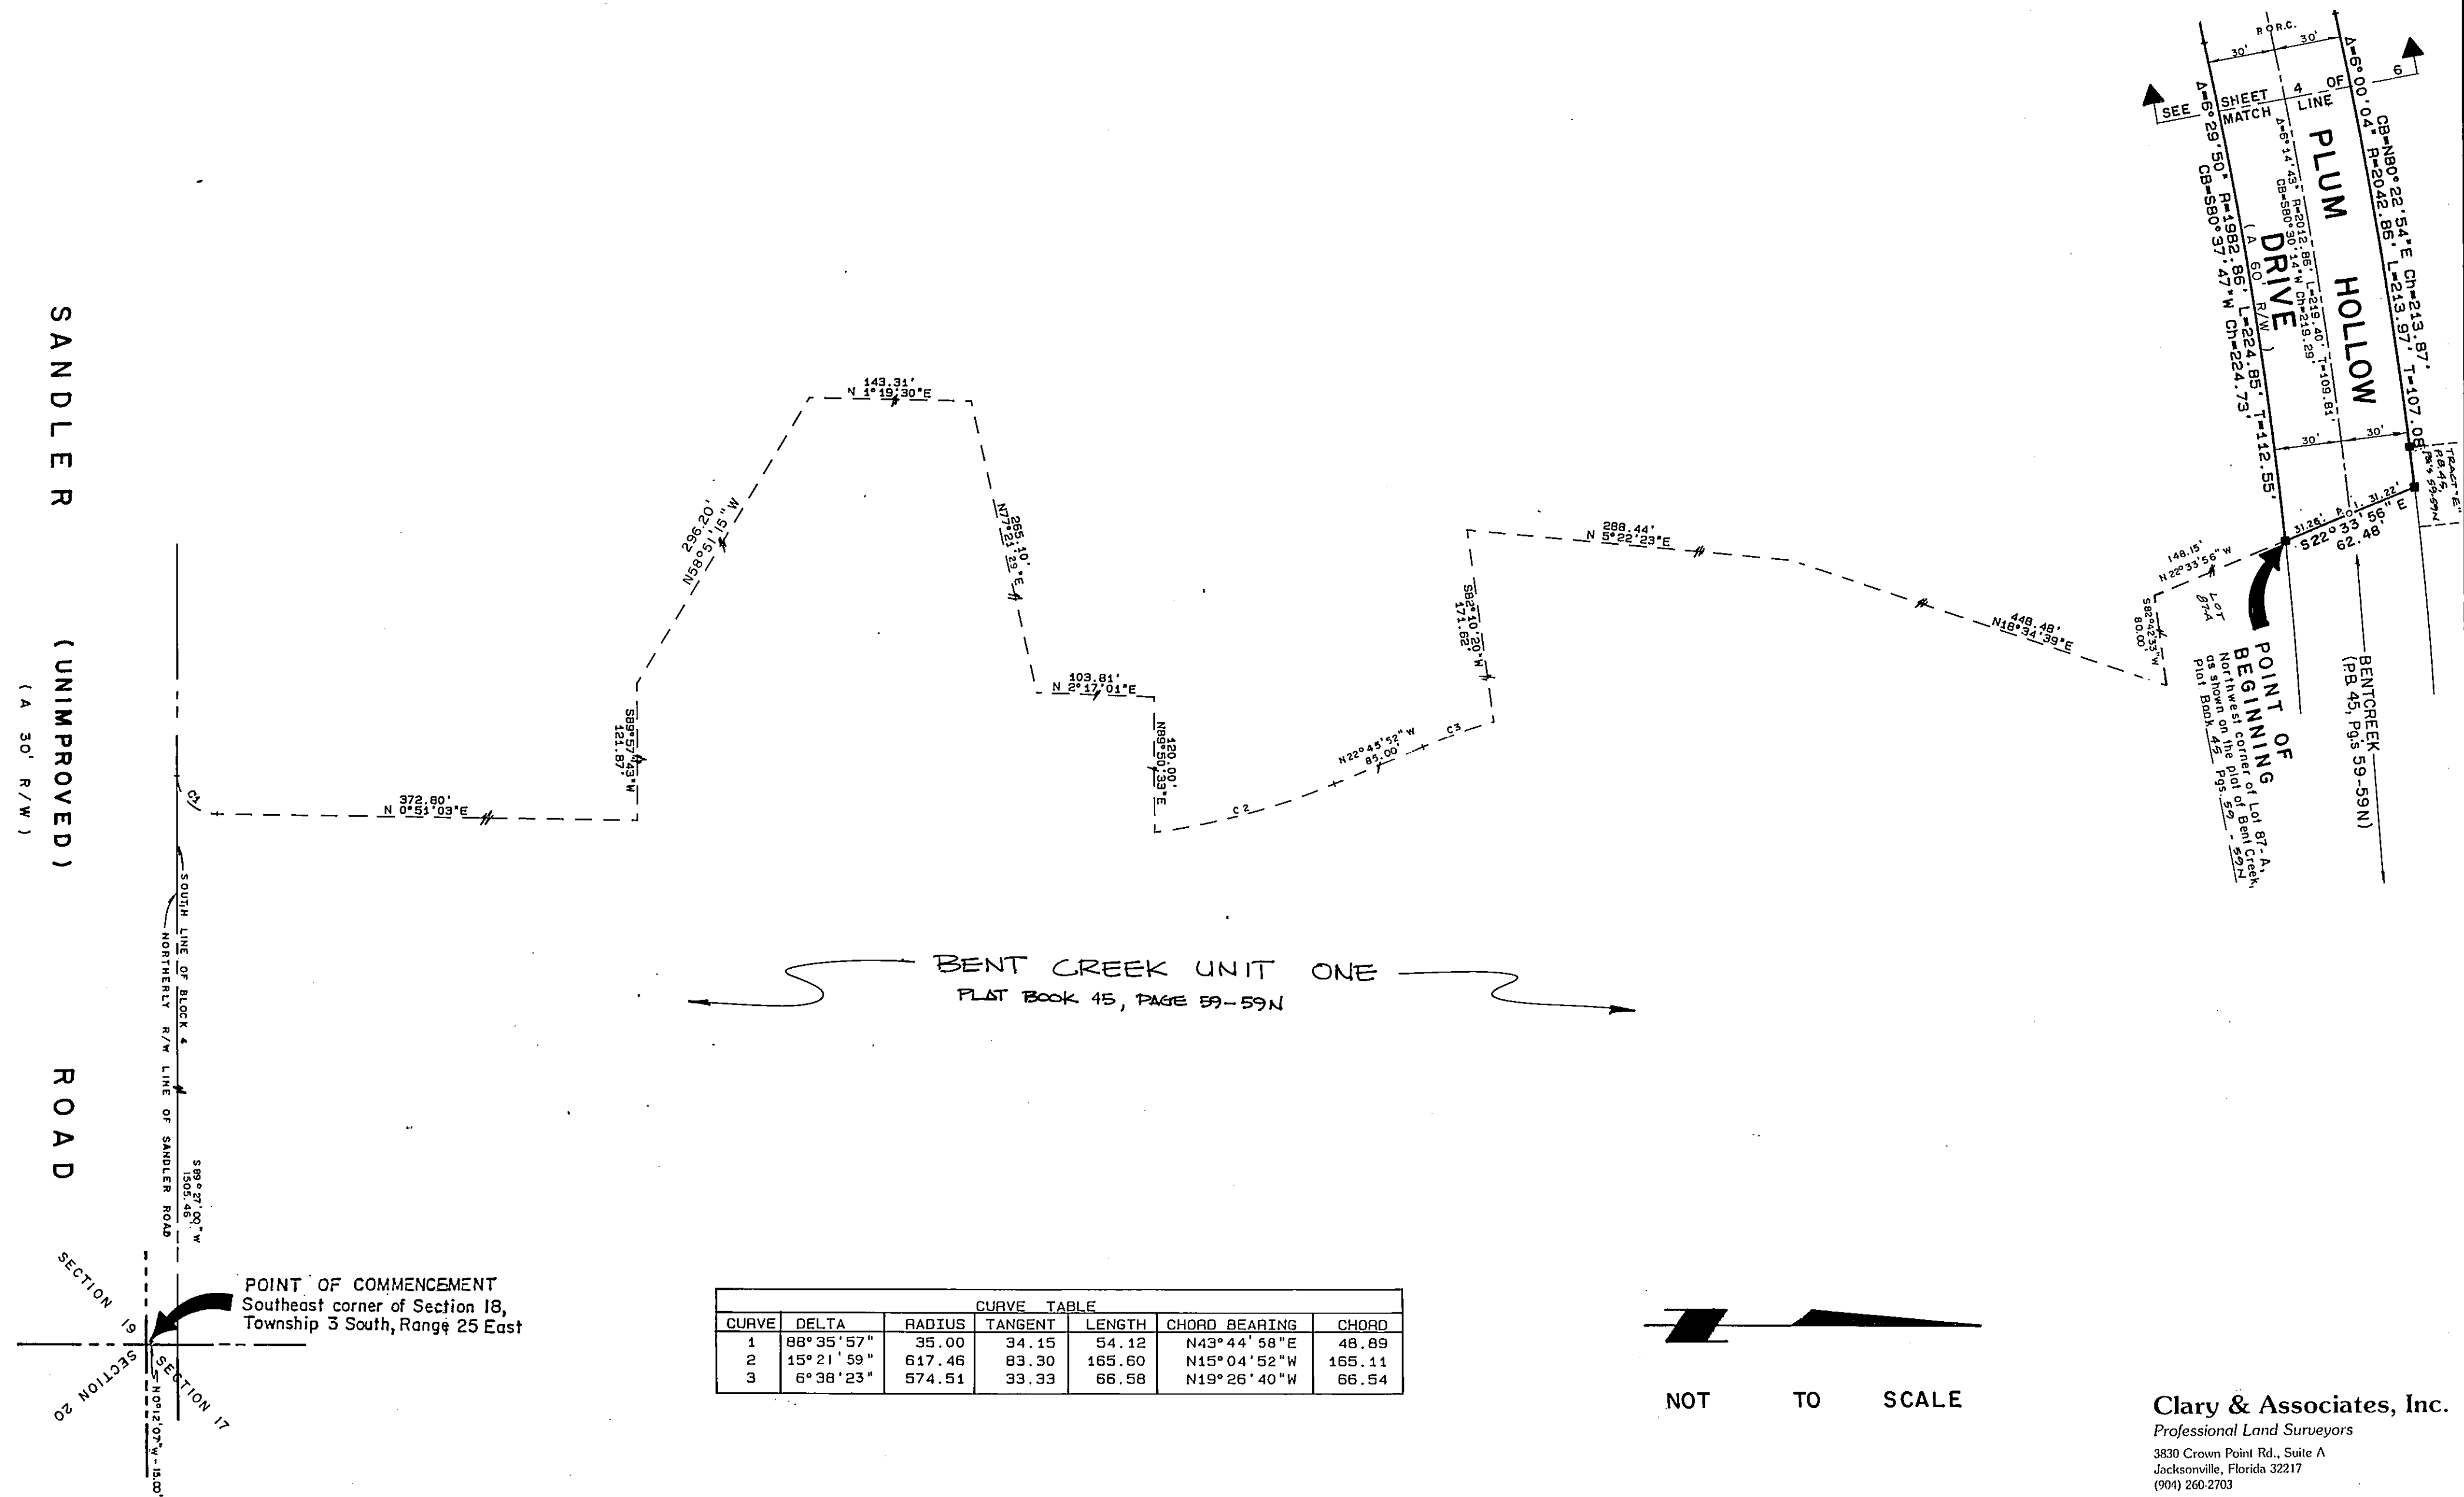 SANDLER (UNIMPROVED) ROAD
( A 30' R/W )
SOUTH LINE OF BLOCK 4
NORTHERLY R/W LINE OF SANDLER ROAD
S 89° 27' 00" W
1505.46'
SECTION 19
SECTION 20
SECTION 17
N0°12'07"W - 15.00'
POINT OF COMMENCEMENT
Southeast corner of Section 18,
Township 3 South, Range 25 East
C1
372.80'
N 0°51'03"E
S89°57'43"W
121.87'
296.20'
N58°51'15"W
143.31'
N 1°19'30"E
265.10'
N77°21'29"E
103.81'
N 2°17'01"E
120.00'
N89°50'33"E
C2
N22°45'52"W
85.00'
C3
S82°10'20"W
171.62'
288.44'
N 5°22'23"E
448.48'
N18°34'39"E
S82°42'33"W
80.00'
148.15'
N 22°33'56" W
LOT
87-A
POINT OF
BEGINNING
Northwest corner of Lot 87-A,
as shown on the plat of Bent Creek,
Plat Book 45 Pgs. 59 - 59N
BENTCREEK
(P.B. 45, Pg.'s 59-59N)
31.26'
P.I.
31.22'
S22°33'56"E
62.48'
TRACT "E"
P.B. 45,
PG'S 59-59N
30'
30'
PLUM HOLLOW
DRIVE
( A 60' R/W )
Δ=6°00'04" R=2042.86' L=213.97' T=107.08'
CB=N80°22'54"E Ch=213.87'
Δ=6°14'43" R=2012.86' L=219.40' T=109.81'
CB=S80°30'14"W Ch=219.29'
Δ=6°29'50" R=1982.86' L=224.85' T=112.55'
CB=S80°37'47"W Ch=224.73'
SEE SHEET 4 OF 6
MATCH LINE
30'
30'
R.C.
BENT CREEK UNIT ONE
PLAT BOOK 45, PAGE 59-59N
CURVE TABLE
CURVE DELTA RADIUS TANGENT LENGTH CHORD BEARING CHORD
1 88°35'57" 35.00 34.15 54.12 N43°44'58"E 48.89
2 15°21'59" 617.46 83.30 165.60 N15°04'52"W 165.11
3 6°38'23" 574.51 33.33 66.58 N19°26'40"W 66.54
NOT TO SCALE
Clary & Associates, Inc.
Professional Land Surveyors
3830 Crown Point Rd., Suite A
Jacksonville, Florida 32217
(904) 260-2703